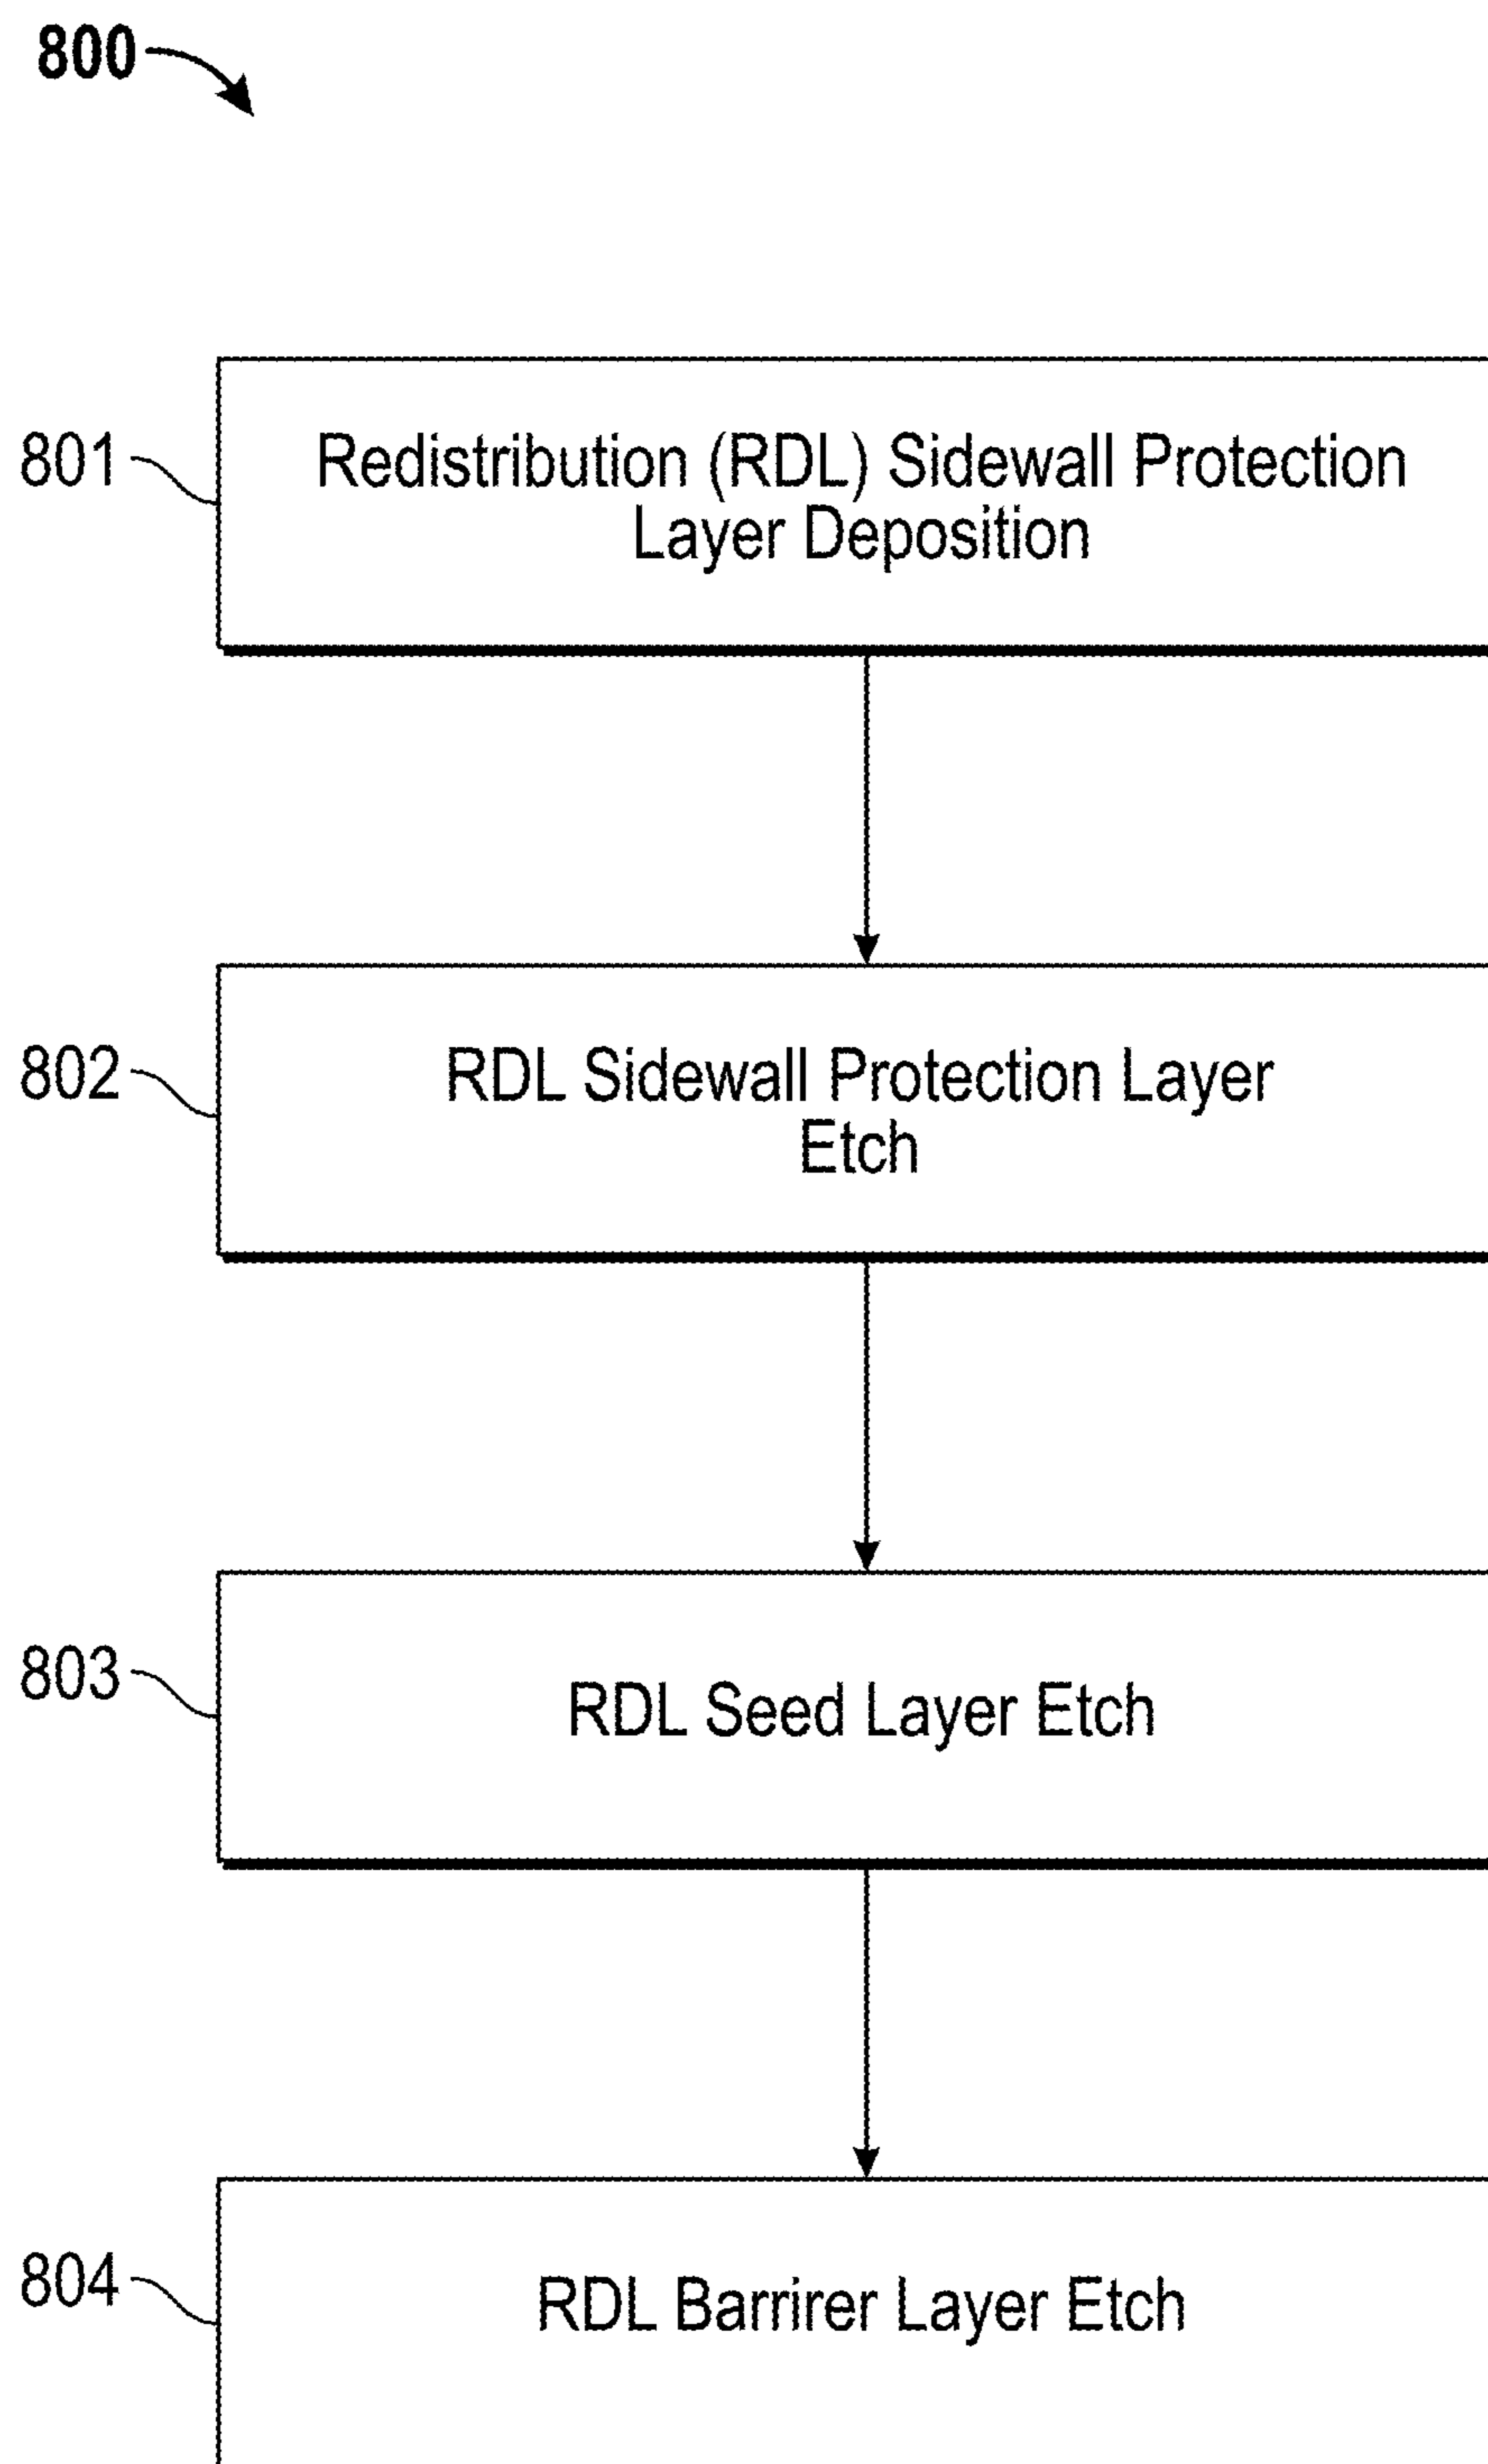 800
801
Redistribution (RDL) Sidewall Protection
Layer Deposition
802
RDL Sidewall Protection Layer
Etch
803
RDL Seed Layer Etch
804
RDL Barrirer Layer Etch